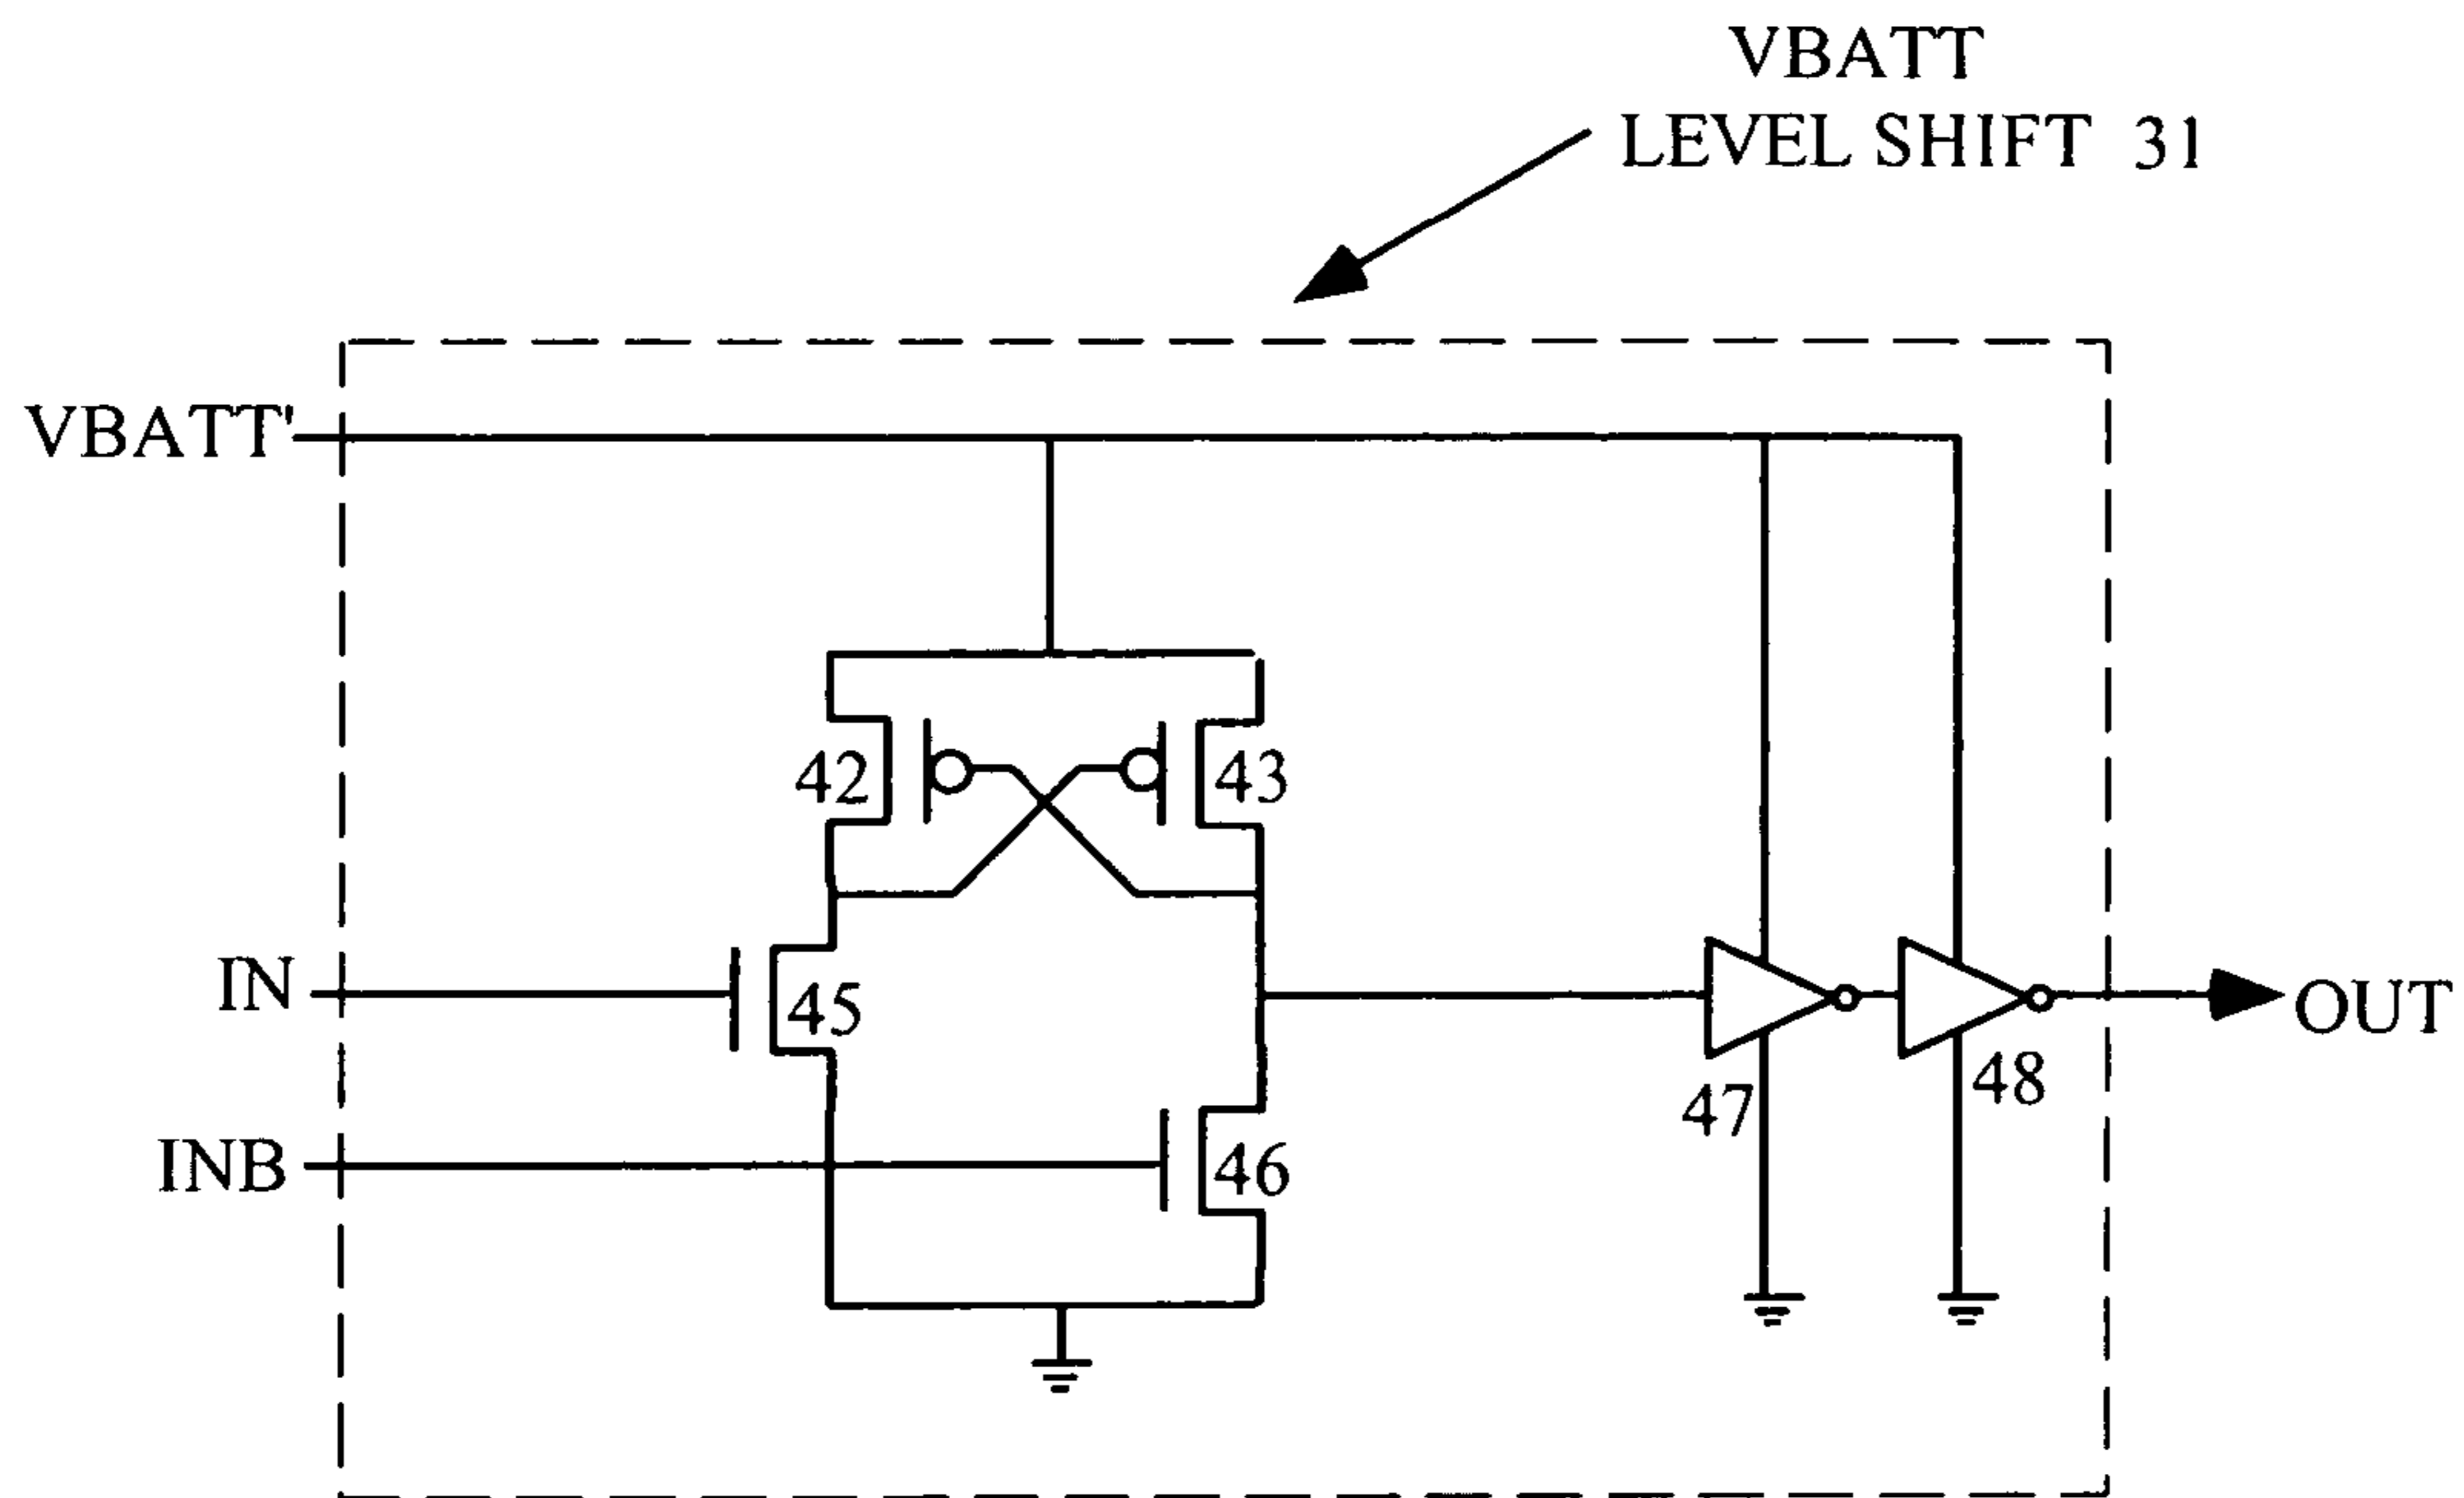 VBATT
LEVEL SHIFT 31
VBATT'
42
43
IN
45
OUT
47
48
INB
46